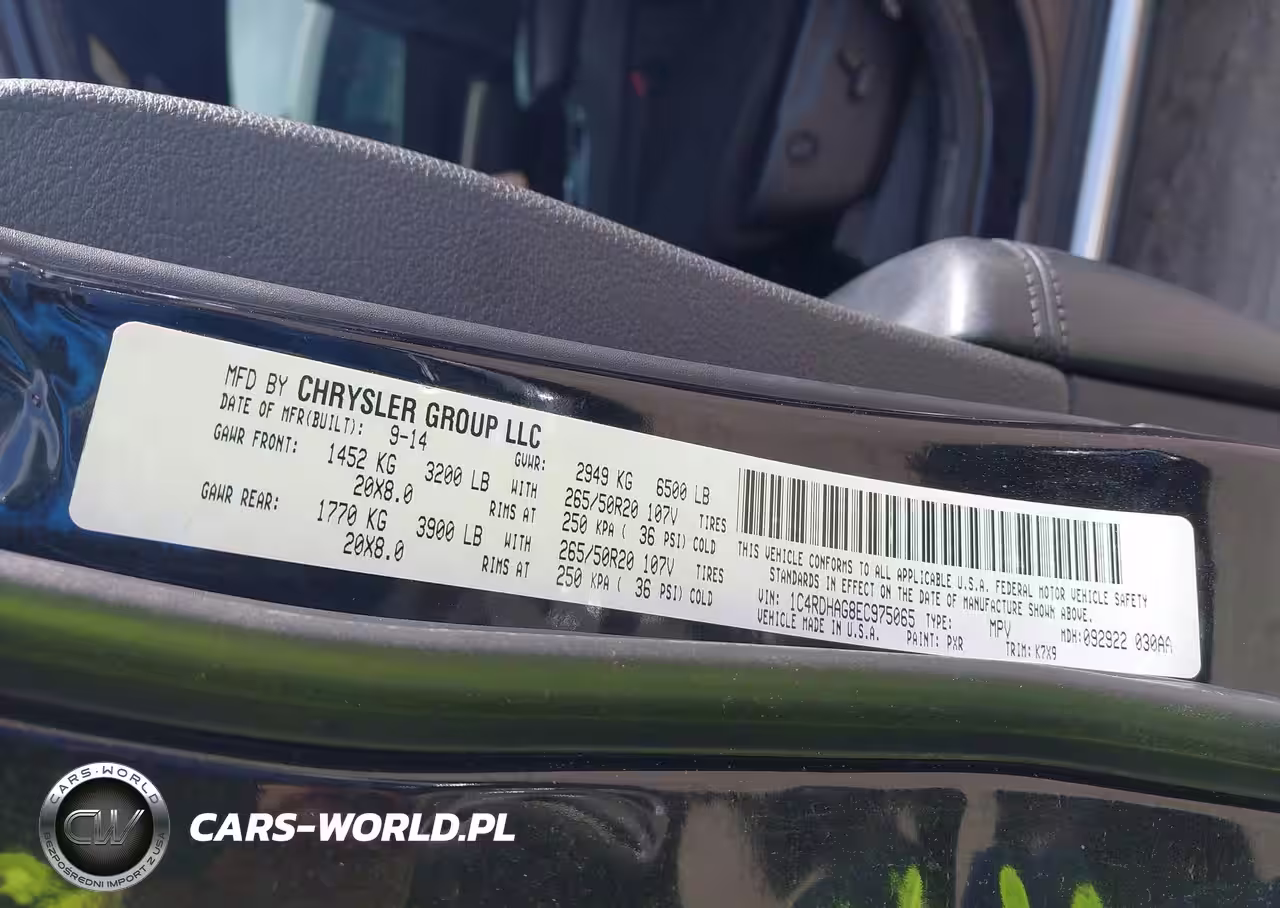 MFD BY CHRYSLER GROUP LLC
DATE OF MFR(BUILT): 9-14 GVWR: 2949 KG 6500 LB
GAWR FRONT: 1452 KG 3200 LB WITH 265/50R20 107V TIRES
20X8.0 RIMS AT 250 KPA ( 36 PSI) COLD
GAWR REAR: 1770 KG 3900 LB WITH 265/50R20 107V TIRES
20X8.0 RIMS AT 250 KPA ( 36 PSI) COLD
THIS VEHICLE CONFORMS TO ALL APPLICABLE U.S.A. FEDERAL MOTOR VEHICLE SAFETY
STANDARDS IN EFFECT ON THE DATE OF MANUFACTURE SHOWN ABOVE.
VIN: 1C4RDHAG8EC975065 TYPE: MPV MDH:092922 030AA
VEHICLE MADE IN U.S.A. PAINT: PXR TRIM: K7X9
CARS-WORLD
CW
BEZPOŚREDNI IMPORT Z USA
CARS-WORLD.PL